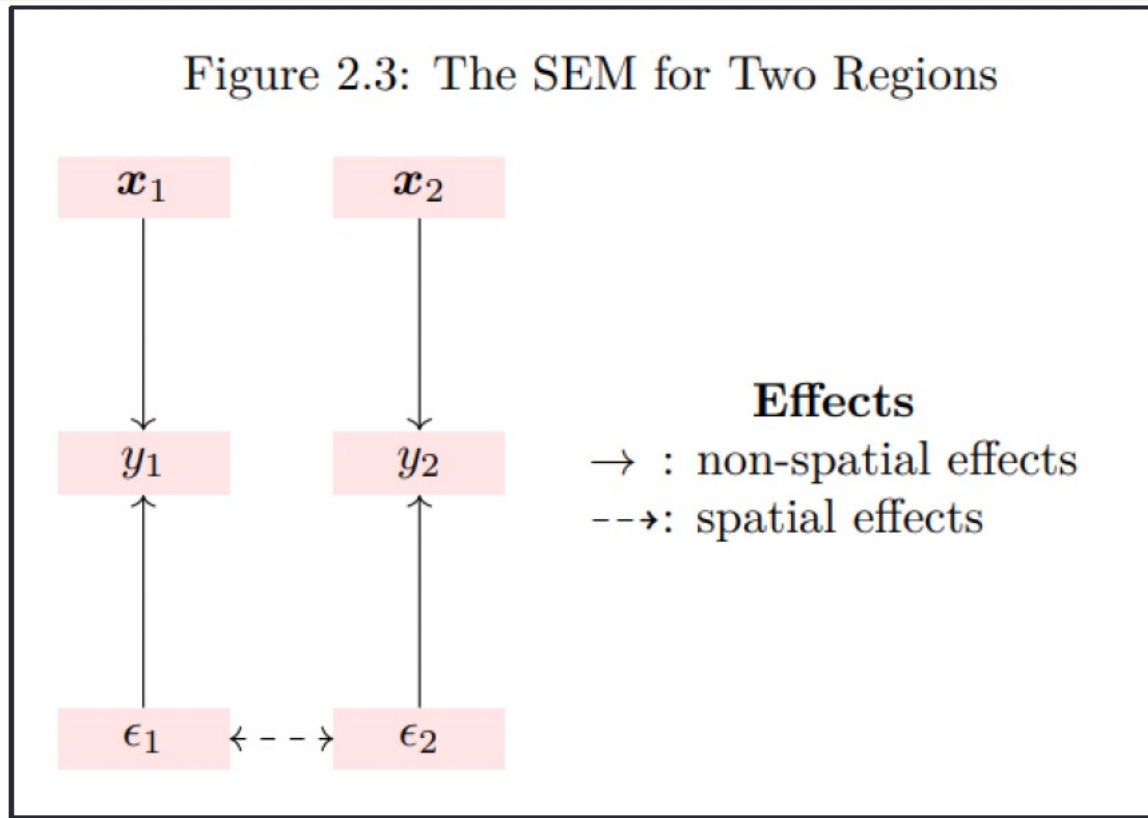 Figure 2.3: The SEM for Two Regions
x₁ x₂
y₁ y₂
Effects
→ : non-spatial effects
⇢: spatial effects
ϵ₁ ϵ₂